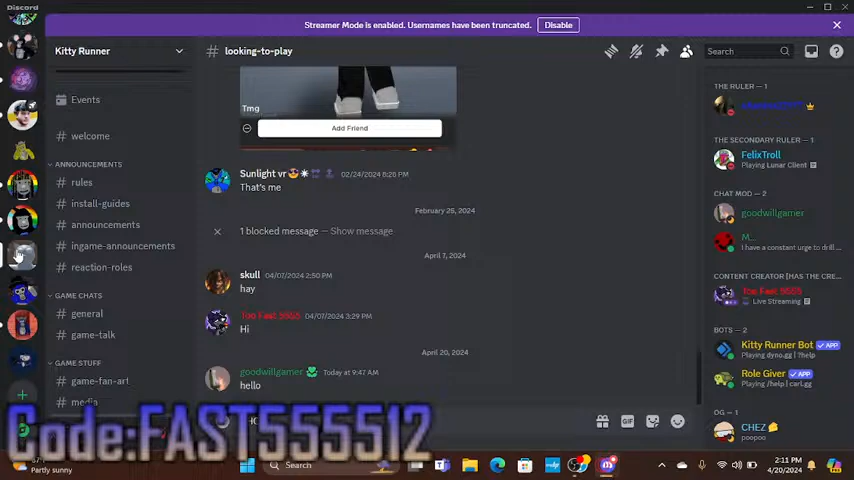 Discord
Streamer Mode is enabled. Usernames have been truncated.
Disable
Kitty Runner
# looking-to-play
Search
Events
# welcome
ANNOUNCEMENTS
# rules
# install-guides
# announcements
# ingame-announcements
# reaction-roles
GAME CHATS
# general
# game-talk
GAME STUFF
# game-fan-art
# media
Tmg
Add Friend
Sunlight vr 02/24/2024 8:26 PM
That's me
February 25, 2024
1 blocked message — Show message
April 7, 2024
skull 04/07/2024 2:50 PM
hay
Too Fast 5555 04/07/2024 3:29 PM
Hi
April 20, 2024
goodwillgamer Today at 9:47 AM
hello
THE RULER — 1
THE SECONDARY RULER — 1
FelixTroll
Playing Lunar Client
CHAT MOD — 2
goodwillgamer
M...
I have a constant urge to drill...
CONTENT CREATOR [HAS THE CRE...
Too Fast 5555
Live Streaming
BOTS — 2
Kitty Runner Bot ✓ APP
Playing dyno.gg | ?help
Role Giver ✓ APP
Playing /help | carl.gg
OG — 1
CHEZ
poopoo
Code:FAST555512
Partly sunny
Search
2:11 PM
4/20/2024